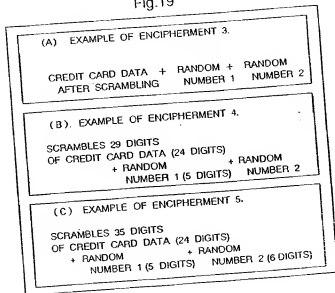 Fig.19
(A) EXAMPLE OF ENCIPHERMENT 3.
CREDIT CARD DATA + RANDOM + RANDOM
AFTER SCRAMBLING NUMBER 1 NUMBER 2
(B). EXAMPLE OF ENCIPHERMENT 4.
SCRAMBLES 29 DIGITS
OF CREDIT CARD DATA (24 DIGITS)
+ RANDOM + RANDOM
NUMBER 1 (5 DIGITS) NUMBER 2
(C) EXAMPLE OF ENCIPHERMENT 5.
SCRAMBLES 35 DIGITS
OF CREDIT CARD DATA (24 DIGITS)
+ RANDOM + RANDOM
NUMBER 1 (5 DIGITS) NUMBER 2 (6 DIGITS)